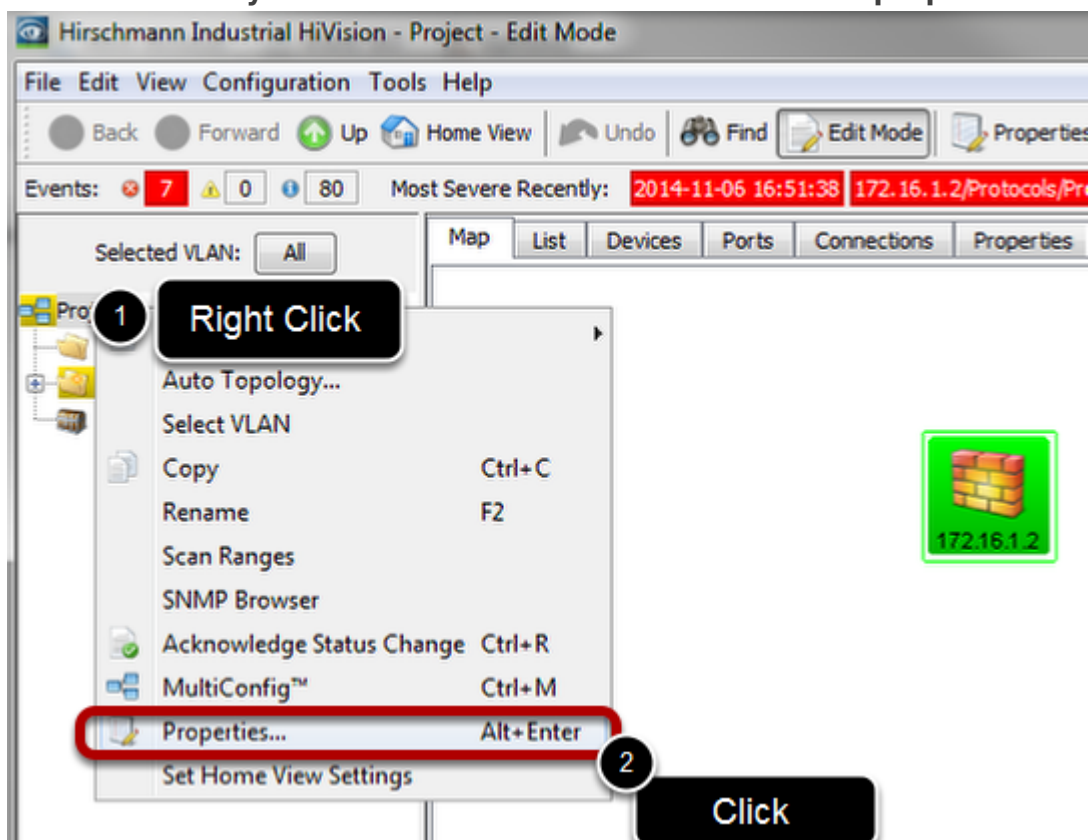 Hirschmann Industrial HiVision - Project - Edit Mode
File Edit View Configuration Tools Help
Back Forward Up Home View Undo Find Edit Mode Properties
Events: 7 0 80 Most Severe Recently: 2014-11-06 16:51:38 172.16.1.2/Protocols/Pr
Selected VLAN: All
Map List Devices Ports Connections Properties
Proj
1 Right Click
Auto Topology...
Select VLAN
Copy Ctrl+C
Rename F2
172.16.1.2
Scan Ranges
SNMP Browser
Acknowledge Status Change Ctrl+R
MultiConfig™ Ctrl+M
Properties... Alt+Enter
2
Set Home View Settings
Click